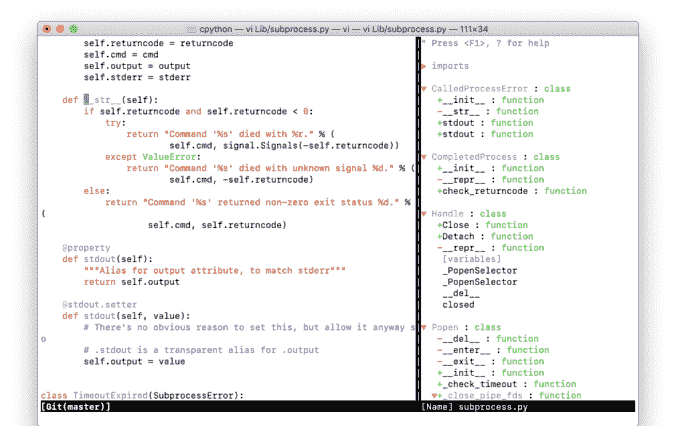 cpython — vi Lib/subprocess.py — vi — vi Lib/subprocess.py — 111×34
self.returncode = returncode
self.cmd = cmd
self.output = output
self.stderr = stderr
def __str__(self):
if self.returncode and self.returncode < 0:
try:
return "Command '%s' died with %r." % (
self.cmd, signal.Signals(-self.returncode))
except ValueError:
return "Command '%s' died with unknown signal %d." % (
self.cmd, -self.returncode)
else:
return "Command '%s' returned non-zero exit status %d." %
(
self.cmd, self.returncode)
@property
def stdout(self):
"""Alias for output attribute, to match stderr"""
return self.output
@stdout.setter
def stdout(self, value):
# There's no obvious reason to set this, but allow it anyway s
o
# .stdout is a transparent alias for .output
self.output = value
class TimeoutExpired(SubprocessError):
[Git(master)]
" Press <F1>, ? for help
▶ imports
▼ CalledProcessError : class
+__init__ : function
-__str__ : function
+stdout : function
+stdout : function
▼ CompletedProcess : class
+__init__ : function
-__repr__ : function
+check_returncode : function
▼ Handle : class
+Close : function
+Detach : function
-__repr__ : function
[variables]
_PopenSelector
_PopenSelector
__del__
closed
▼ Popen : class
-__del__ : function
-__enter__ : function
-__exit__ : function
+__init__ : function
+_check_timeout : function
▼+_close_pipe_fds : function
[Name] subprocess.py